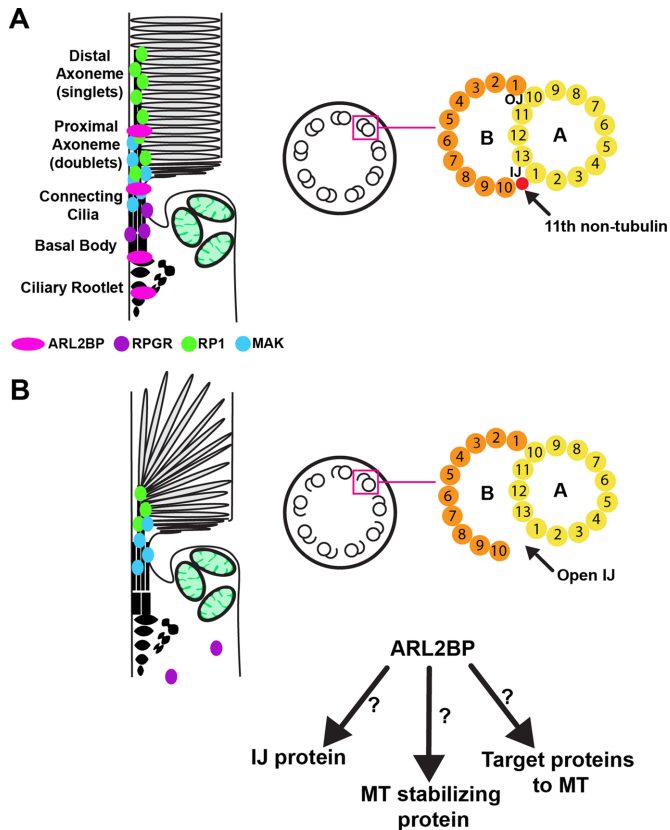 A
Distal
Axoneme
(singlets)
Proximal
Axoneme
(doublets)
Connecting
Cilia
Basal Body
Ciliary Rootlet
ARL2BP RPGR RP1 MAK
1 2 3 4 5 6 7 8 9 10
B
OJ
IJ
10 9 8 7 6 5 4 3 2 1 13 12 11
A
11th non-tubulin
B
1 2 3 4 5 6 7 8 9 10
B
10 9 8 7 6 5 4 3 2 1 13 12 11
A
Open IJ
ARL2BP
? ? ?
IJ protein
MT stabilizing
protein
Target proteins
to MT